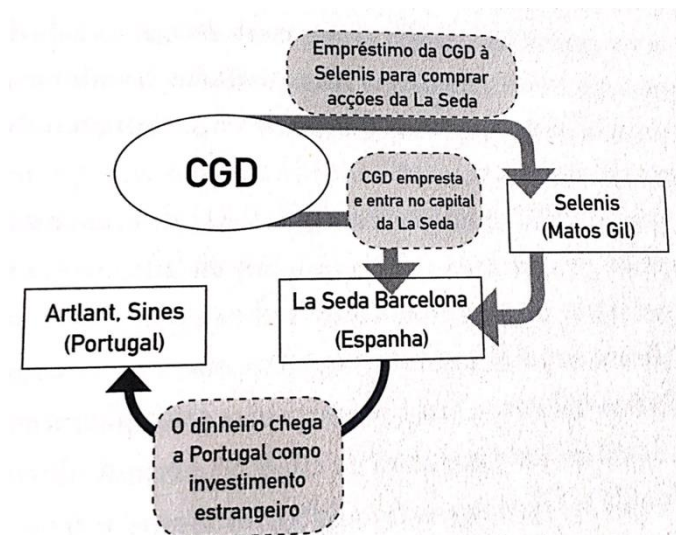 Empréstimo da CGD à
Selenis para comprar
acções da La Seda
CGD
CGD empresta
e entra no capital
da La Seda
Selenis
(Matos Gil)
La Seda Barcelona
(Espanha)
Artlant, Sines
(Portugal)
O dinheiro chega
a Portugal como
investimento
estrangeiro